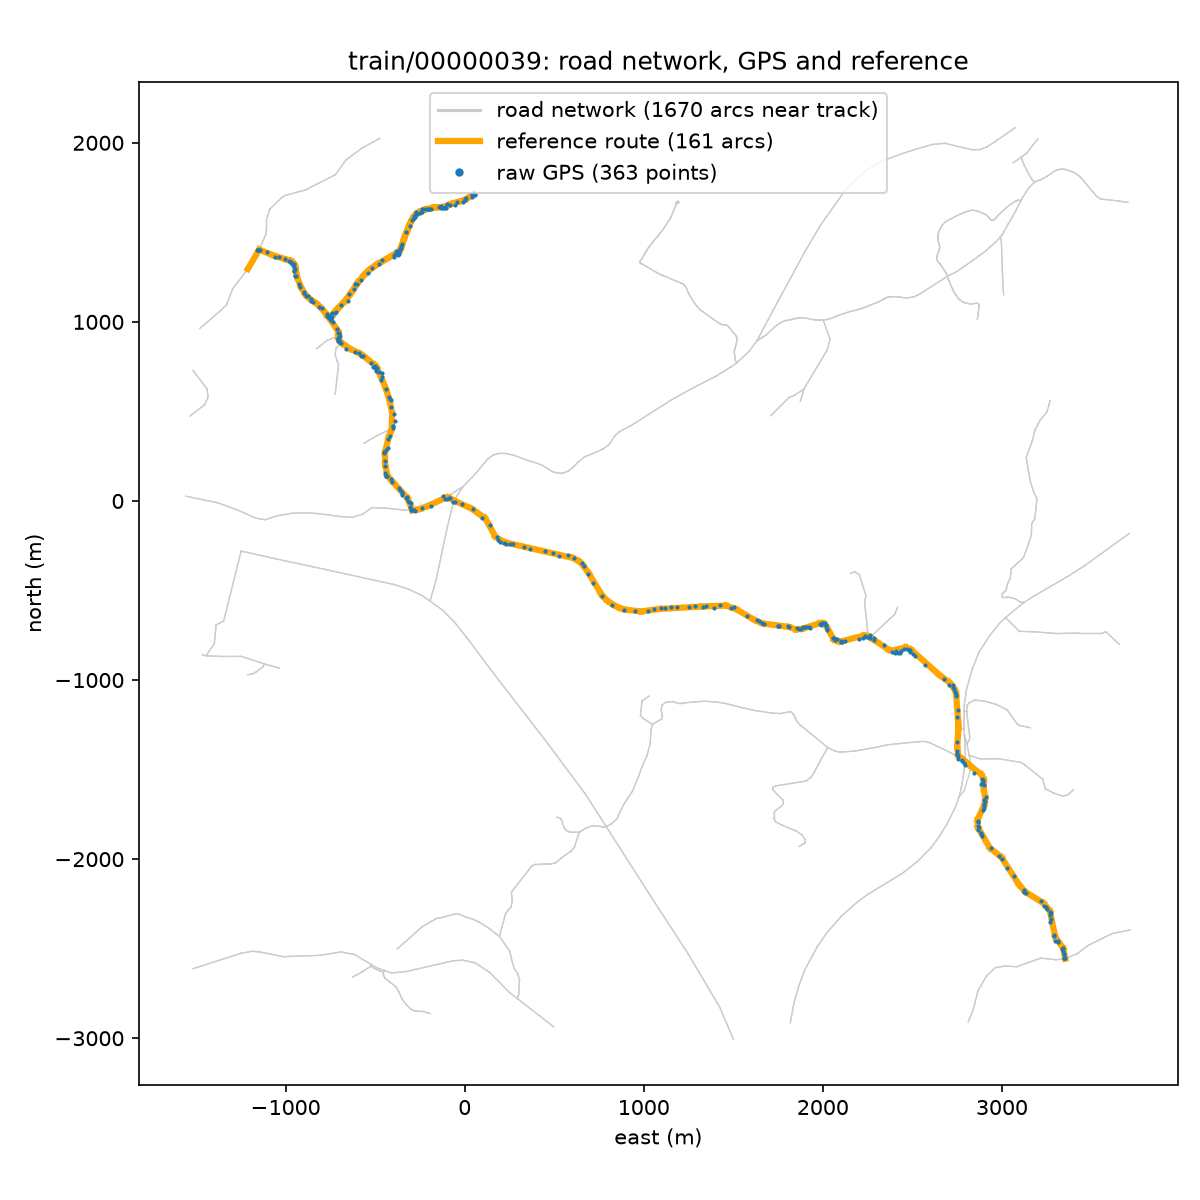 train/00000039: road network, GPS and reference
road network (1670 arcs near track)
reference route (161 arcs)
raw GPS (363 points)
2000
1000
0
−1000
−2000
−3000
north (m)
−1000
0
1000
2000
3000
east (m)